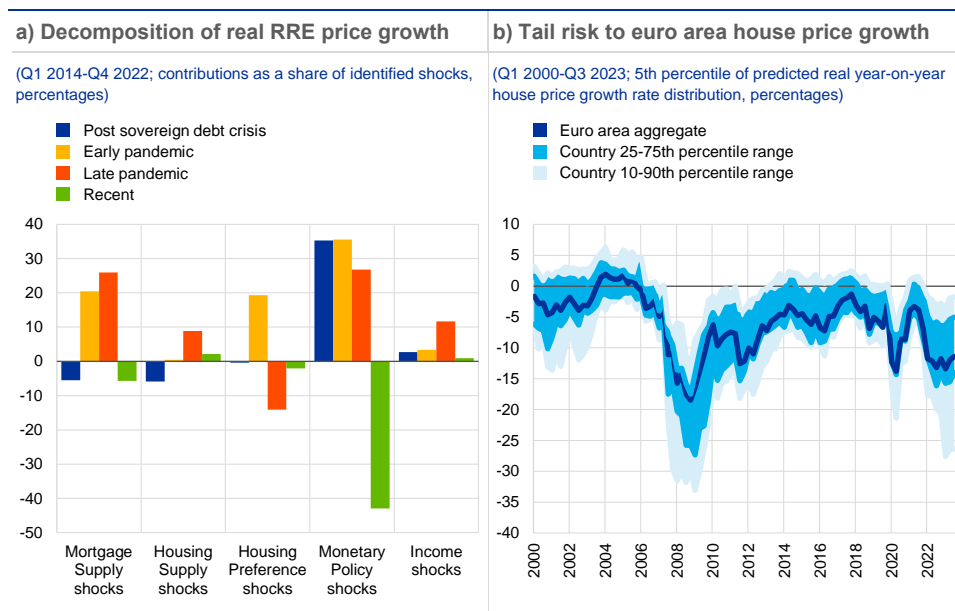 a) Decomposition of real RRE price growth
(Q1 2014-Q4 2022; contributions as a share of identified shocks,
percentages)
Post sovereign debt crisis
Early pandemic
Late pandemic
Recent
40
30
20
10
0
-10
-20
-30
-40
-50
Mortgage
Supply
shocks
Housing
Supply
shocks
Housing
Preference
shocks
Monetary
Policy
shocks
Income
shocks
b) Tail risk to euro area house price growth
(Q1 2000-Q3 2023; 5th percentile of predicted real year-on-year
house price growth rate distribution, percentages)
Euro area aggregate
Country 25-75th percentile range
Country 10-90th percentile range
10
5
0
-5
-10
-15
-20
-25
-30
-35
-40
2000
2002
2004
2006
2008
2010
2012
2014
2016
2017
2020
2022